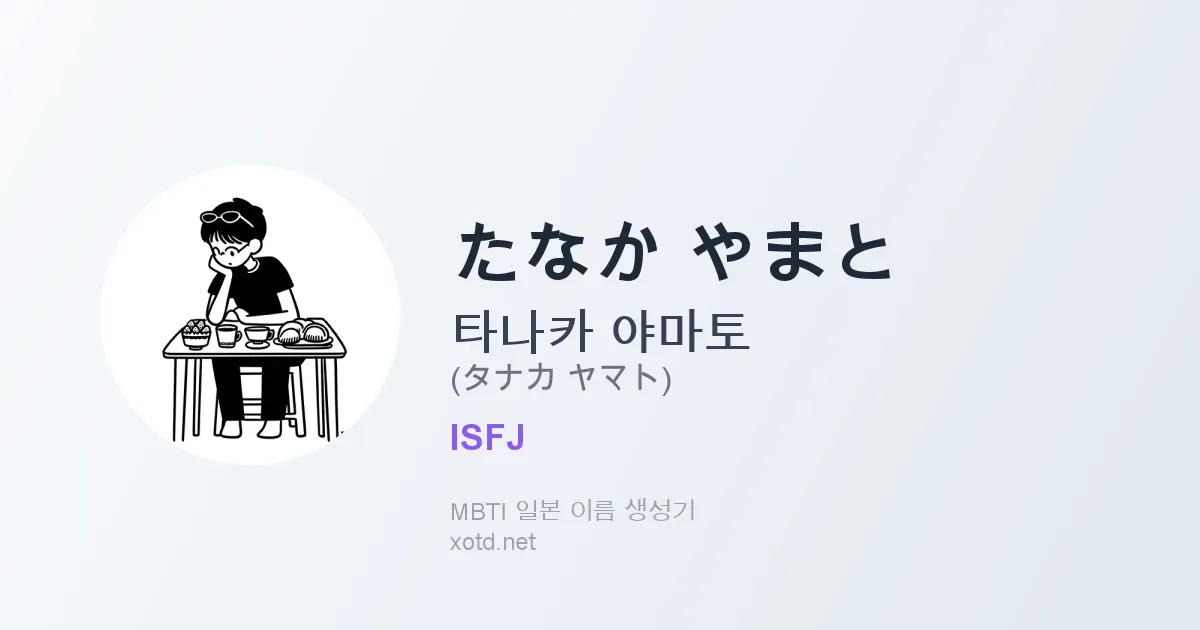 たなか やまと
타나카 야마토
(タナカ ヤマト)
ISFJ
MBTI 일본 이름 생성기
xotd.net